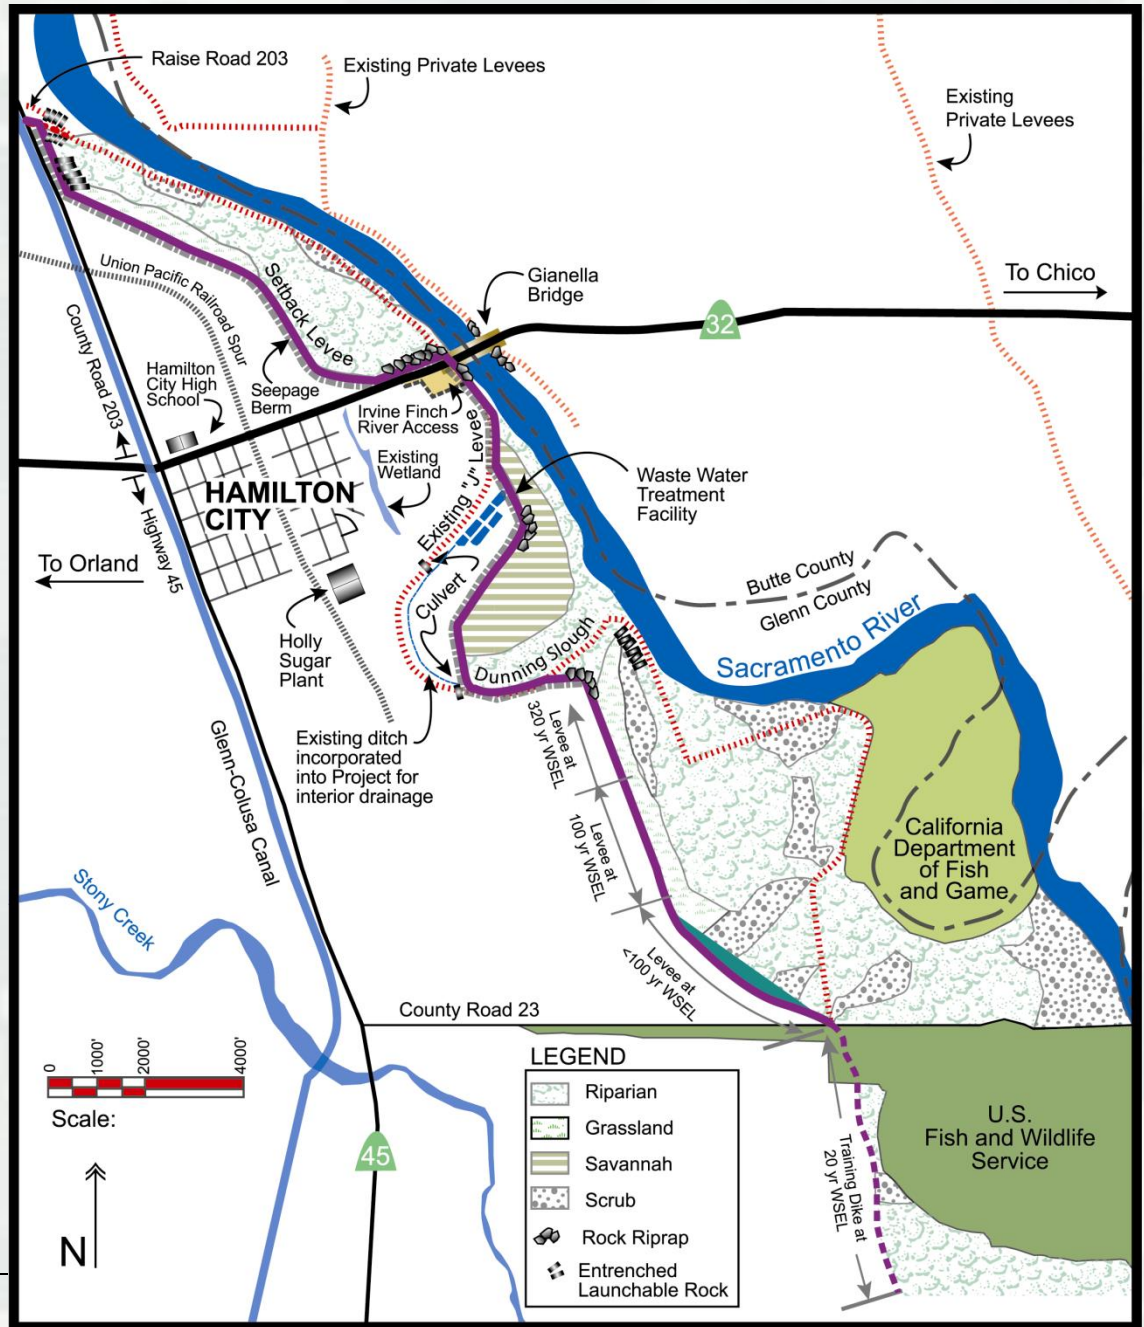 Raise Road 203
Existing Private Levees
Existing
Private Levees
Union Pacific Railroad Spur
Setback Levee
Gianella
Bridge
To Chico
32
County Road 203
Hamilton
City High
School
Seepage
Berm
Irvine Finch
River Access
Existing
Wetland
Existing "J" Levee
Waste Water
Treatment
Facility
HAMILTON
CITY
Highway 45
To Orland
Culvert
Butte County
Glenn County
Holly
Sugar
Plant
Dunning Slough
Sacramento River
Existing ditch
incorporated
into Project for
interior drainage
Levee at
320 yr WSEL
Levee at
100 yr WSEL
Levee at
<100 yr WSEL
Glenn-Colusa Canal
California
Department
of Fish
and Game
Stony Creek
County Road 23
0
1000'
2000'
4000'
Scale:
N
45
LEGEND
Riparian
Grassland
Savannah
Scrub
Rock Riprap
Entrenched
Launchable Rock
Training Dike at
20 yr WSEL
U.S.
Fish and Wildlife
Service